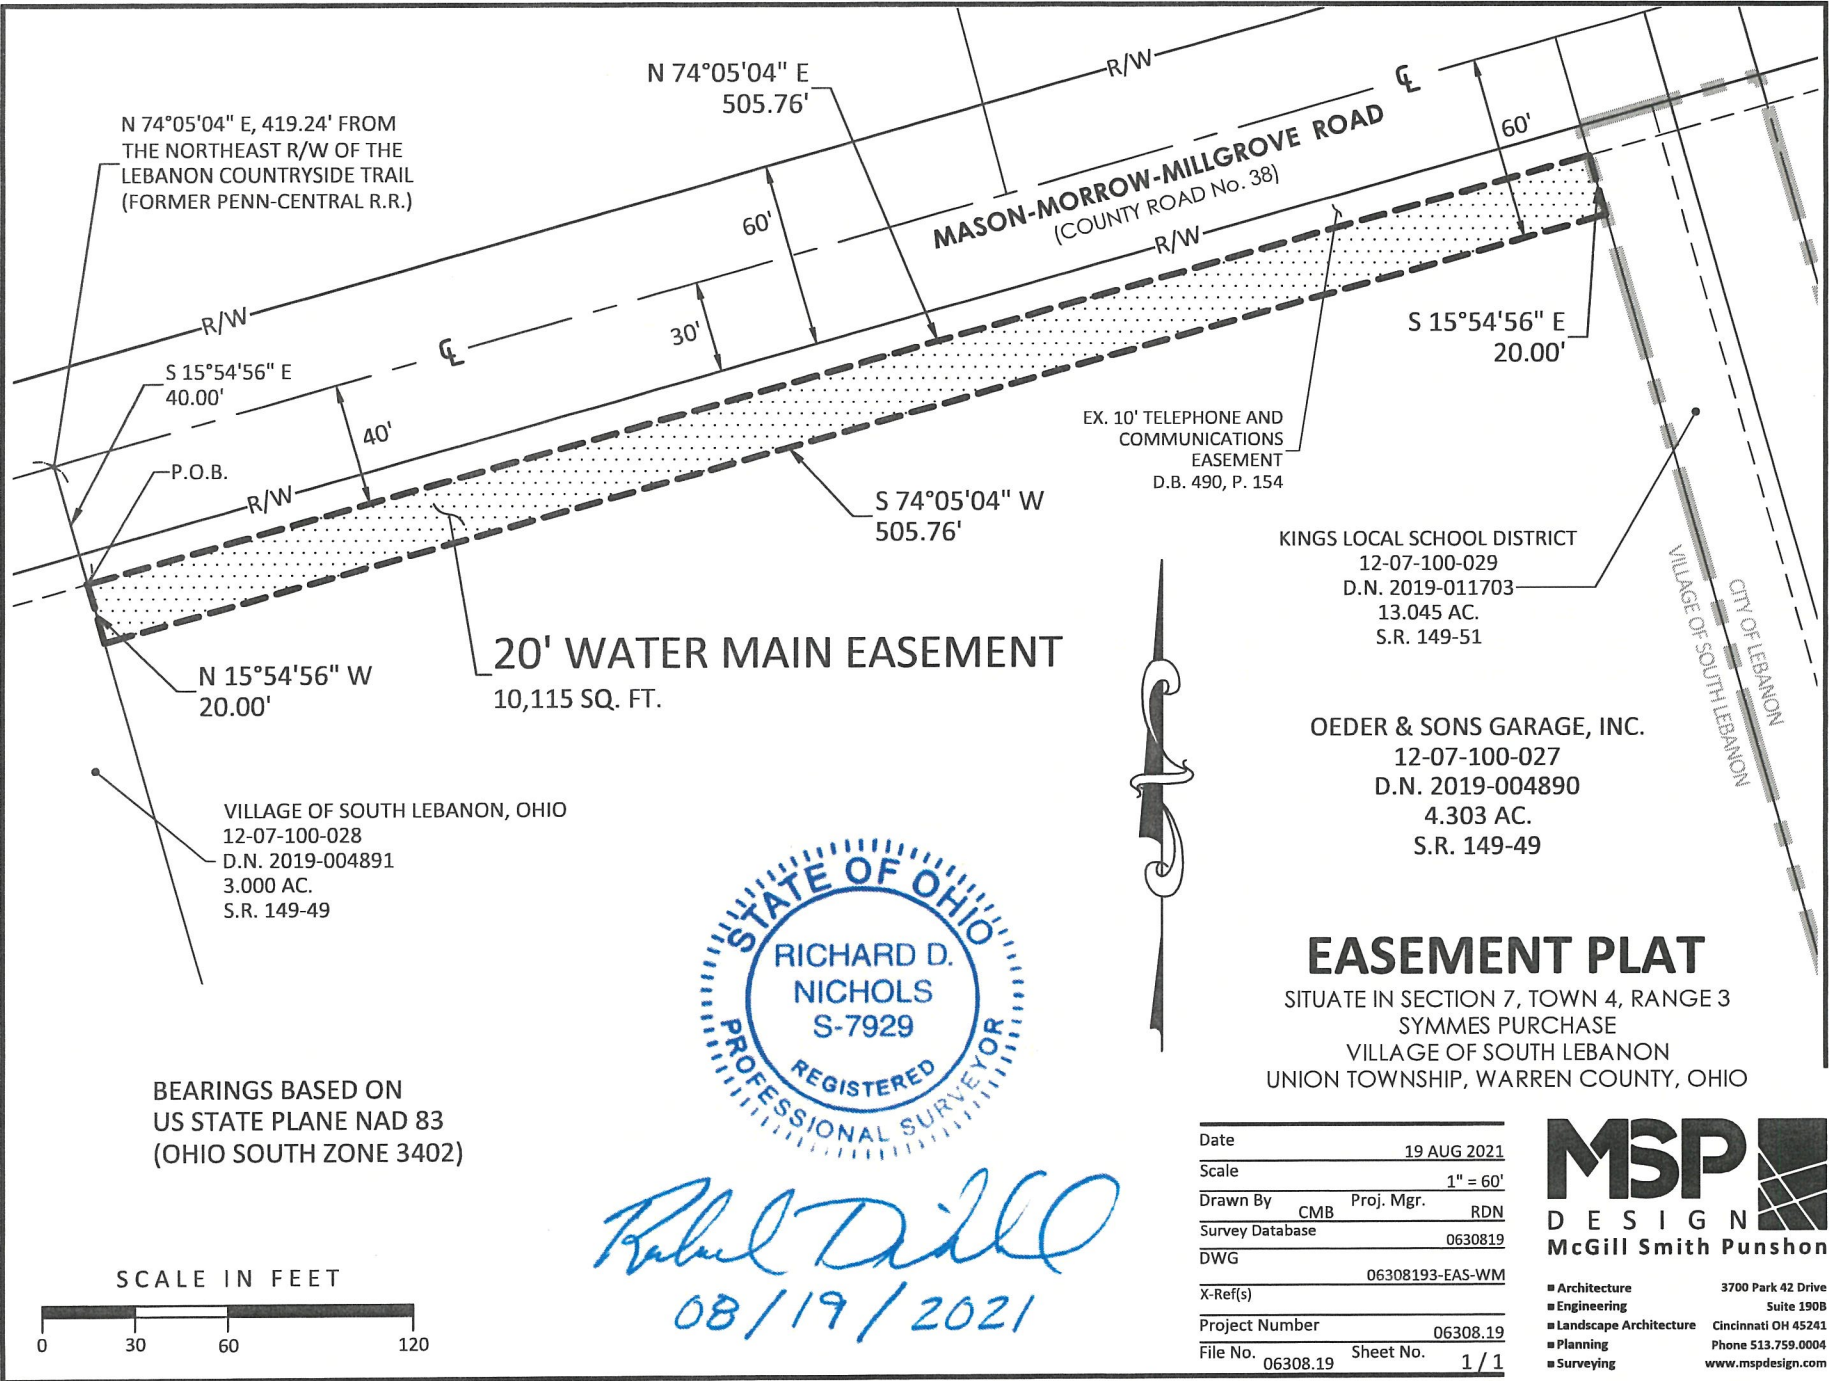 N 74°05'04" E
505.76'
N 74°05'04" E, 419.24' FROM
THE NORTHEAST R/W OF THE
LEBANON COUNTRYSIDE TRAIL
(FORMER PENN-CENTRAL R.R.)
R/W
℄
60'
MASON-MORROW-MILLGROVE ROAD
(COUNTY ROAD No. 38)
60'
R/W
R/W
℄
30'
S 15°54'56" E
40.00'
40'
S 15°54'56" E
20.00'
P.O.B.
R/W
EX. 10' TELEPHONE AND
COMMUNICATIONS
EASEMENT
D.B. 490, P. 154
S 74°05'04" W
505.76'
KINGS LOCAL SCHOOL DISTRICT
12-07-100-029
D.N. 2019-011703
13.045 AC.
S.R. 149-51
CITY OF LEBANON
VILLAGE OF SOUTH LEBANON
20' WATER MAIN EASEMENT
10,115 SQ. FT.
N 15°54'56" W
20.00'
OEDER & SONS GARAGE, INC.
12-07-100-027
D.N. 2019-004890
4.303 AC.
S.R. 149-49
VILLAGE OF SOUTH LEBANON, OHIO
12-07-100-028
D.N. 2019-004891
3.000 AC.
S.R. 149-49
STATE OF OHIO
RICHARD D.
NICHOLS
S-7929
REGISTERED
PROFESSIONAL SURVEYOR
EASEMENT PLAT
SITUATE IN SECTION 7, TOWN 4, RANGE 3
SYMMES PURCHASE
VILLAGE OF SOUTH LEBANON
UNION TOWNSHIP, WARREN COUNTY, OHIO
BEARINGS BASED ON
US STATE PLANE NAD 83
(OHIO SOUTH ZONE 3402)
08/19/2021
SCALE IN FEET
0 30 60 120
Date 19 AUG 2021
Scale 1" = 60'
Drawn By CMB Proj. Mgr. RDN
Survey Database 0630819
DWG
06308193-EAS-WM
X-Ref(s)
Project Number 06308.19
File No. 06308.19 Sheet No. 1 / 1
MSP
DESIGN
McGill Smith Punshon
Architecture 3700 Park 42 Drive
Engineering Suite 190B
Landscape Architecture Cincinnati OH 45241
Planning Phone 513.759.0004
Surveying www.mspdesign.com